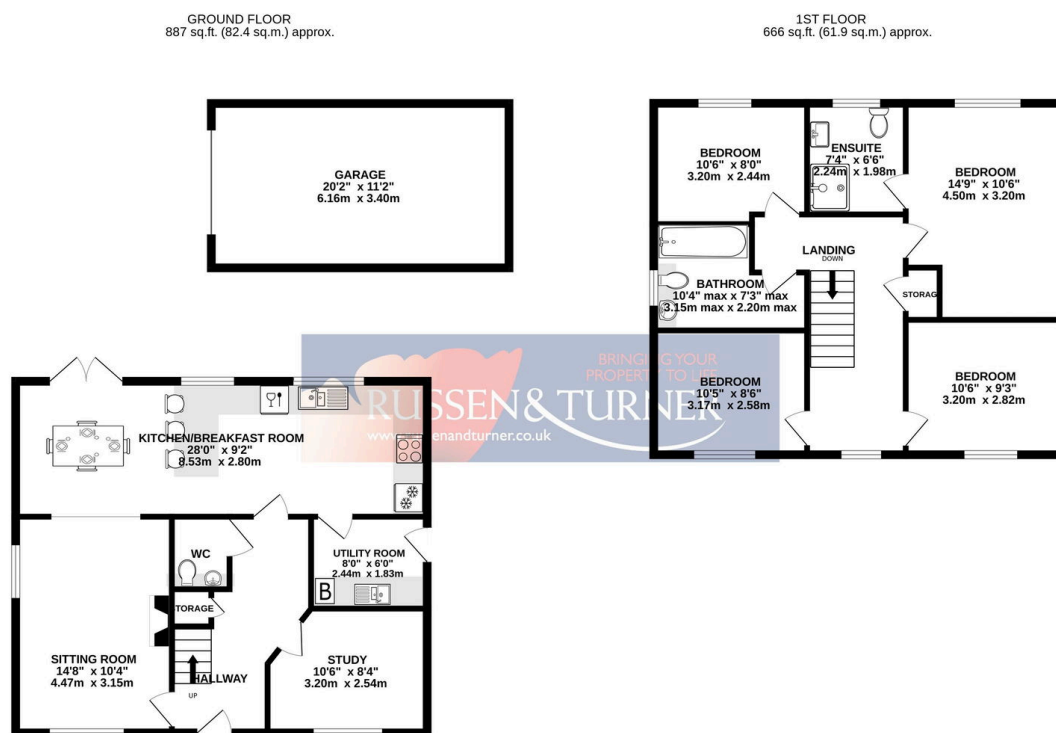 GROUND FLOOR
887 sq.ft. (82.4 sq.m.) approx.
1ST FLOOR
666 sq.ft. (61.9 sq.m.) approx.
GARAGE
20'2" x 11'2"
6.16m x 3.40m
BEDROOM
10'6" x 8'0"
3.20m x 2.44m
ENSUITE
7'4" x 6'6"
2.24m x 1.98m
BEDROOM
14'9" x 10'6"
4.50m x 3.20m
LANDING
DOWN
STORAG
BATHROOM
10'4" max x 7'3" max
3.15m max x 2.20m max
BEDROOM
10'5" x 8'6"
3.17m x 2.58m
BEDROOM
10'6" x 9'3"
3.20m x 2.82m
BRINGING YOUR
PROPERTY TO LIFE
RUSSEN & TURNER
KITCHEN/BREAKFAST ROOM
28'0" x 9'2"
8.53m x 2.80m
WC
UTILITY ROOM
8'0" x 6'0"
2.44m x 1.83m
B
TORAGE
SITTING ROOM
14'8" x 10'4"
4.47m x 3.15m
HALLWAY
UP
STUDY
10'6" x 8'4"
3.20m x 2.54m